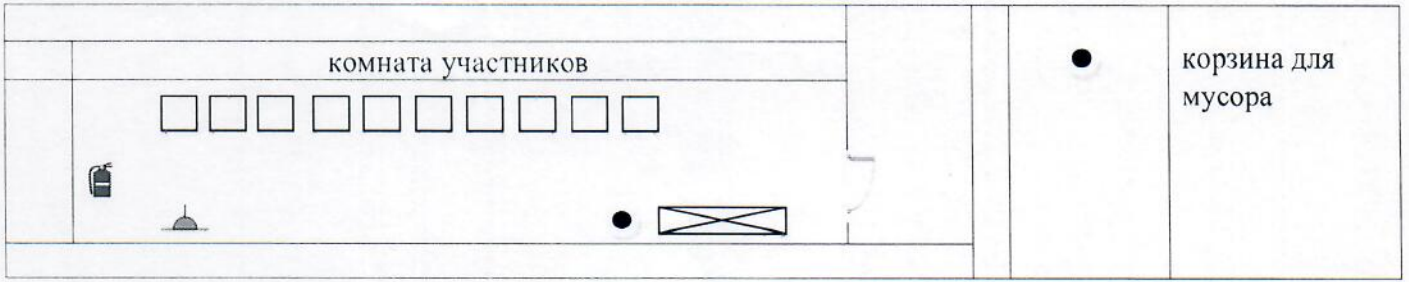 комната участников
корзина для
мусора